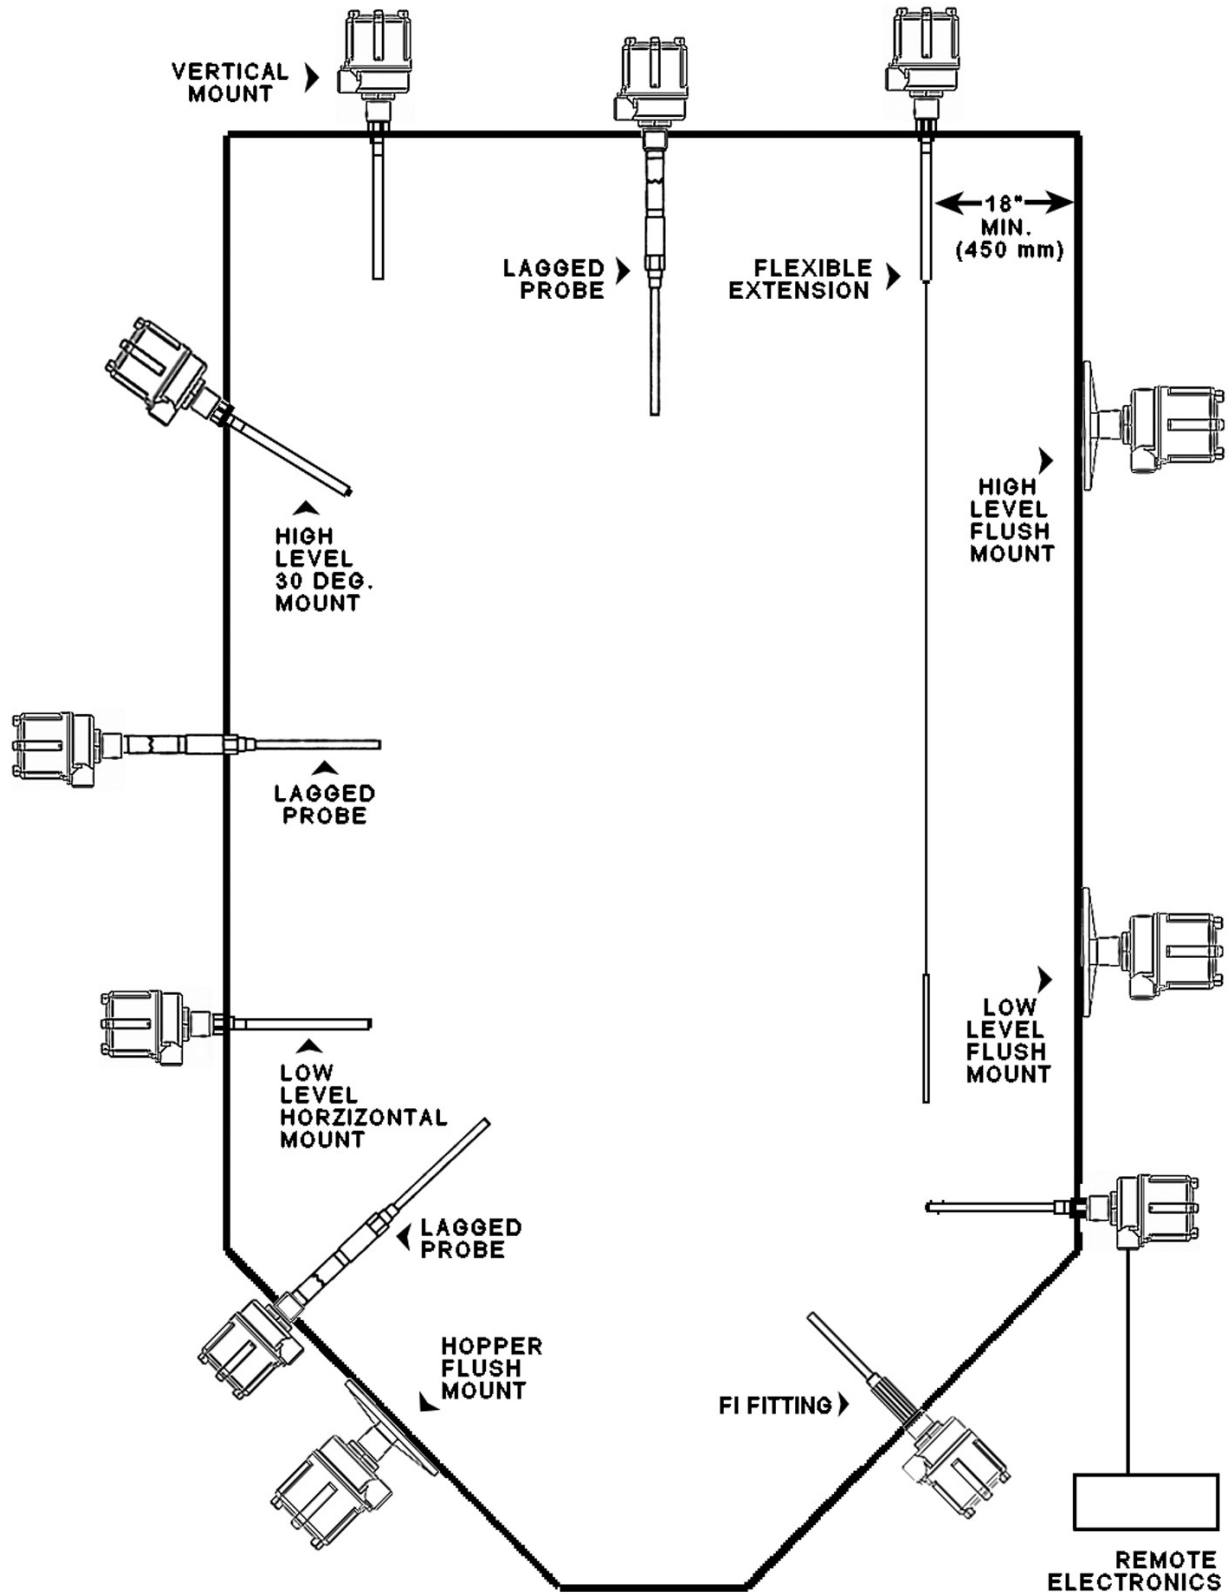 VERTICAL
MOUNT
18"
MIN.
(450 mm)
LAGGED
PROBE
FLEXIBLE
EXTENSION
HIGH
LEVEL
30 DEG.
MOUNT
HIGH
LEVEL
FLUSH
MOUNT
LAGGED
PROBE
LOW
LEVEL
FLUSH
MOUNT
LOW
LEVEL
HORZIZONTAL
MOUNT
LAGGED
PROBE
HOPPER
FLUSH
MOUNT
FI FITTING
REMOTE
ELECTRONICS